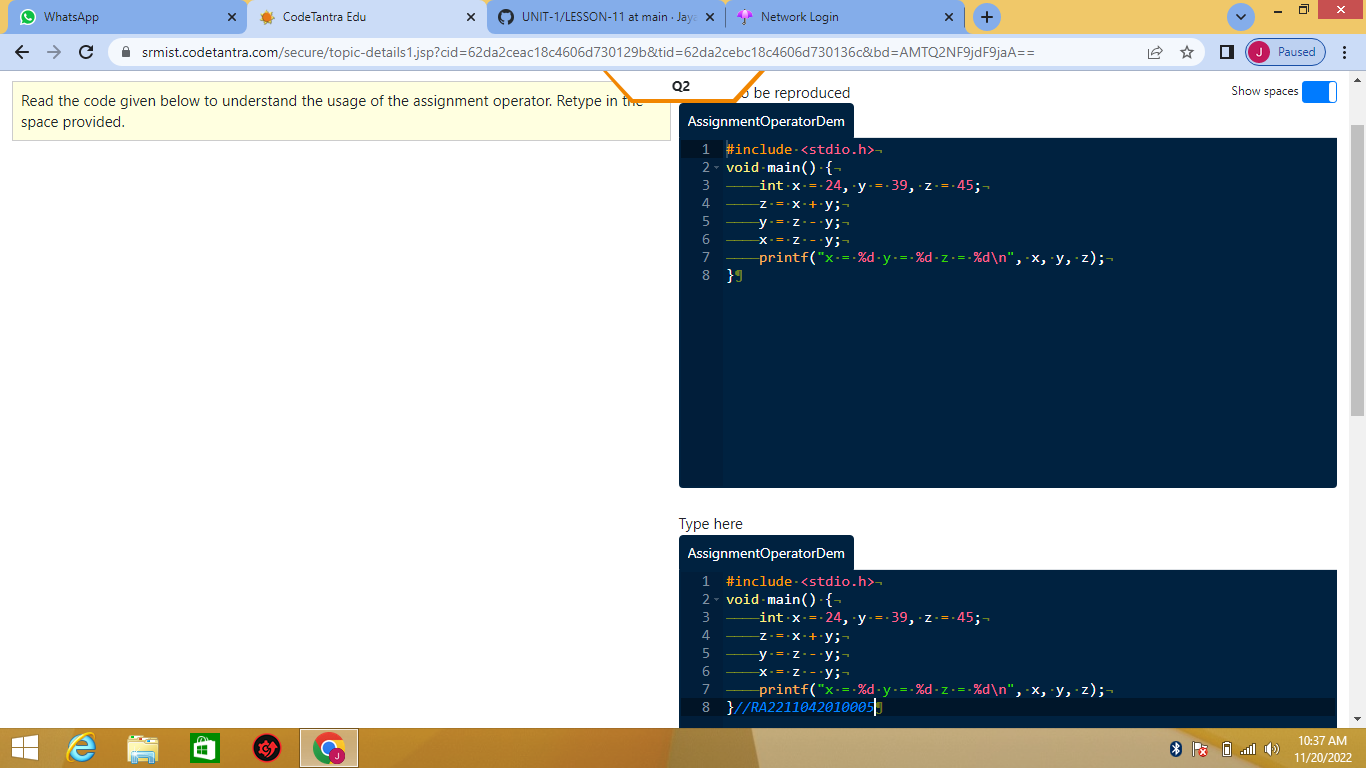 WhatsApp
CodeTantra Edu
UNIT-1/LESSON-11 at main · Jaya
Network Login
srmist.codetantra.com/secure/topic-details1.jsp?cid=62da2ceac18c4606d730129b&tid=62da2cebc18c4606d730136c&bd=AMTQ2NF9jdF9jaA==
J Paused
Q2
Read the code given below to understand the usage of the assignment operator. Retype in the
space provided.
o be reproduced
Show spaces
AssignmentOperatorDem
1 #include·<stdio.h>¬
2 void·main()·{¬
3 ————int·x·=·24,·y·=·39,·z·=·45;¬
4 ————z·=·x·+·y;¬
5 ————y·=·z·-·y;¬
6 ————x·=·z·-·y;¬
7 ————printf("x·=·%d·y·=·%d·z·=·%d\n",·x,·y,·z);¬
8 }¶
Type here
AssignmentOperatorDem
1 #include·<stdio.h>¬
2 void·main()·{¬
3 ————int·x·=·24,·y·=·39,·z·=·45;¬
4 ————z·=·x·+·y;¬
5 ————y·=·z·-·y;¬
6 ————x·=·z·-·y;¬
7 ————printf("x·=·%d·y·=·%d·z·=·%d\n",·x,·y,·z);¬
8 }//RA2211042010005¶
J
10:37 AM
11/20/2022